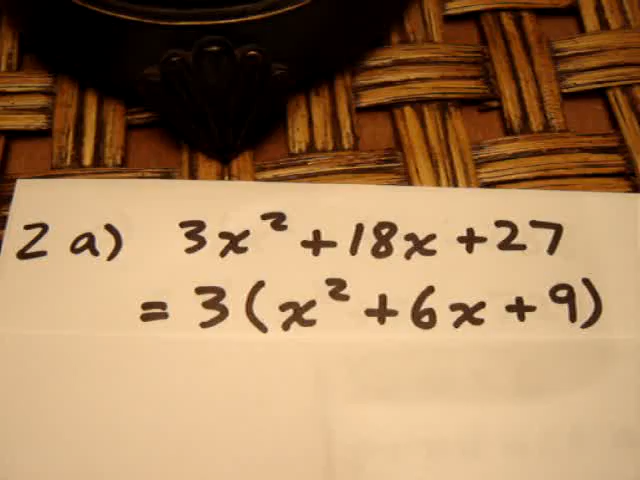 2 a) 3x² + 18x + 27
= 3(x² + 6x + 9)